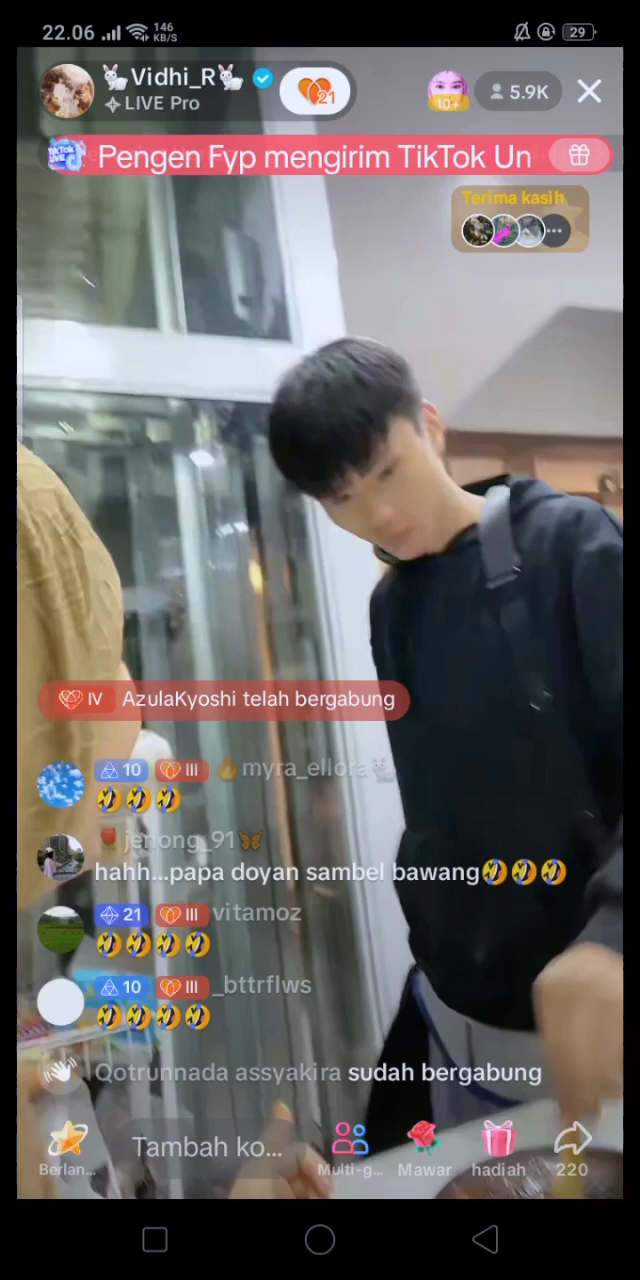 22.06
146
KB/S
29
Vidhi_R
LIVE Pro
21
10+
5.9K
TikTok LIVE
Pengen Fyp mengirim TikTok Un
Terima kasih
IV AzulaKyoshi telah bergabung
10 III myra_ellora
jenong_91
hahh...papa doyan sambel bawang🤣🤣🤣
21 III vitamoz
10 III _bttrflws
Qotrunnada assyakira sudah bergabung
Berlan...
Tambah ko...
Multi-g...
Mawar
hadiah
220